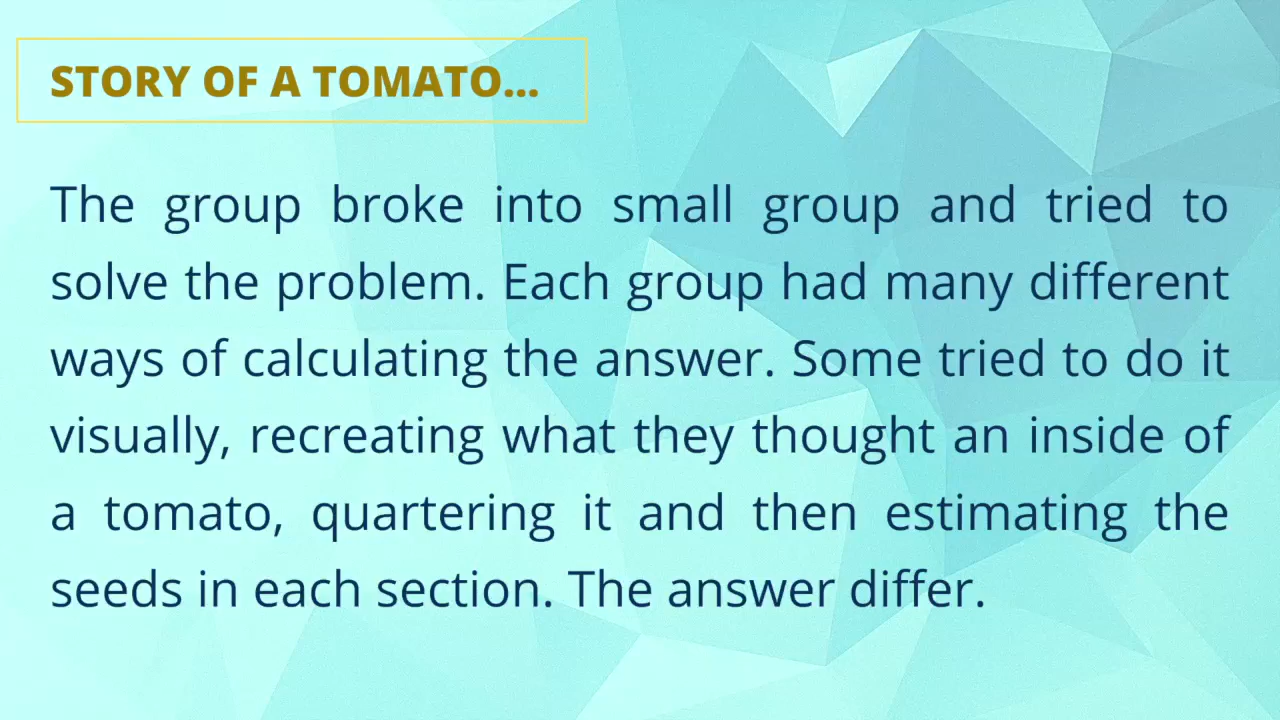 STORY OF A TOMATO...
The group broke into small group and tried to
solve the problem. Each group had many different
ways of calculating the answer. Some tried to do it
visually, recreating what they thought an inside of
a tomato, quartering it and then estimating the
seeds in each section. The answer differ.